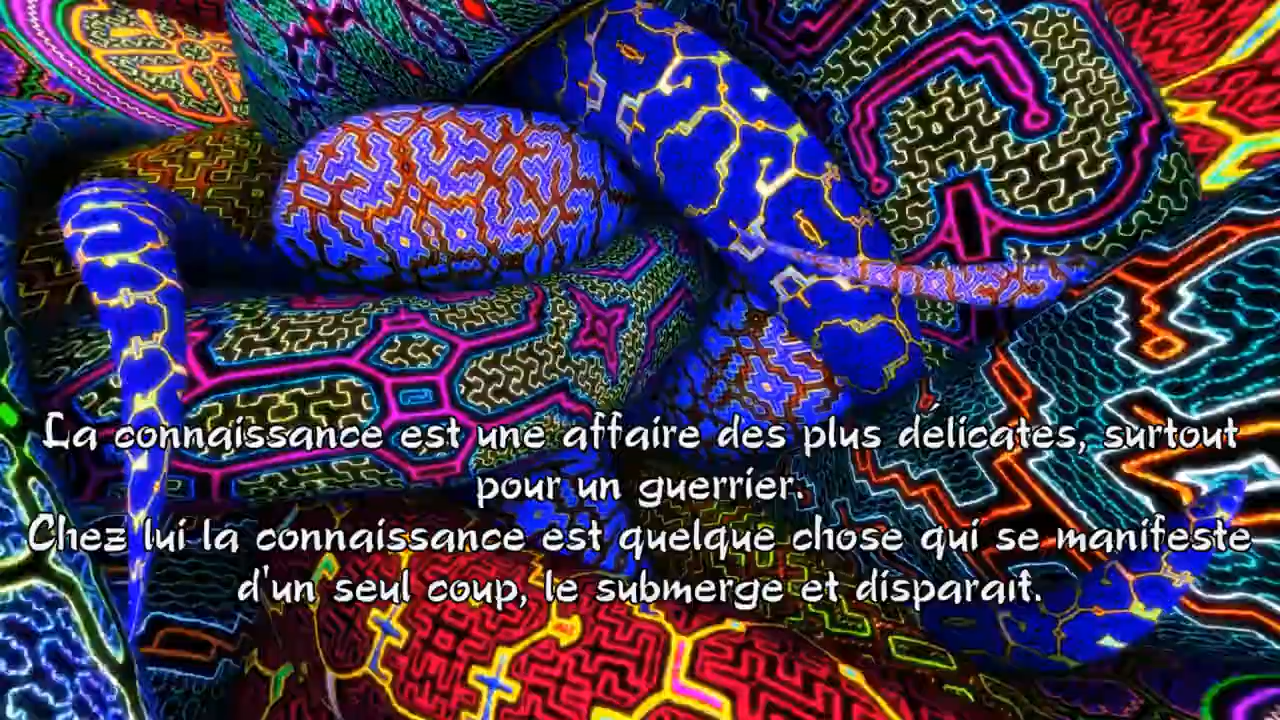 La connaissance est une affaire des plus délicates, surtout
pour un guerrier.
Chez lui la connaissance est quelque chose qui se manifeste
d'un seul coup, le submerge et disparait.